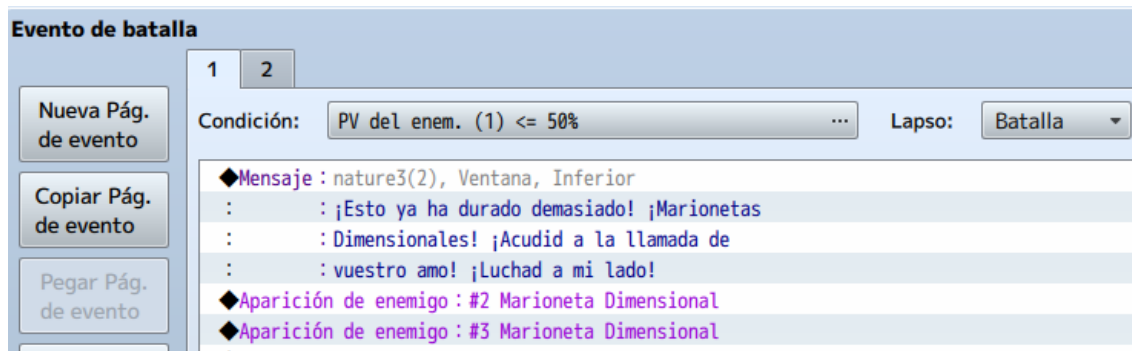 Evento de batalla
1 2
Nueva Pág.
de evento
Condición: PV del enem. (1) <= 50% ... Lapso: Batalla
◆Mensaje：nature3(2), Ventana, Inferior
Copiar Pág.
de evento
:　　　：¡Esto ya ha durado demasiado! ¡Marionetas
:　　　：Dimensionales! ¡Acudid a la llamada de
:　　　：vuestro amo! ¡Luchad a mi lado!
Pegar Pág.
de evento
◆Aparición de enemigo：#2 Marioneta Dimensional
◆Aparición de enemigo：#3 Marioneta Dimensional